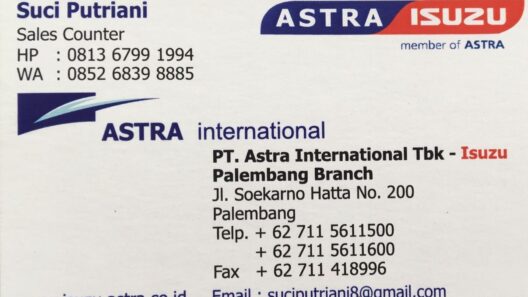 Suci Putriani
Sales Counter
HP : 0813 6799 1994
WA : 0852 6839 8885
ASTRA ISUZU
member of ASTRA
ASTRA international
PT. Astra International Tbk - Isuzu
Palembang Branch
Jl. Soekarno Hatta No. 200
Palembang
Telp. + 62 711 5611500
+ 62 711 5611600
Fax + 62 711 418996
Email : suciputriani8@gmail.com